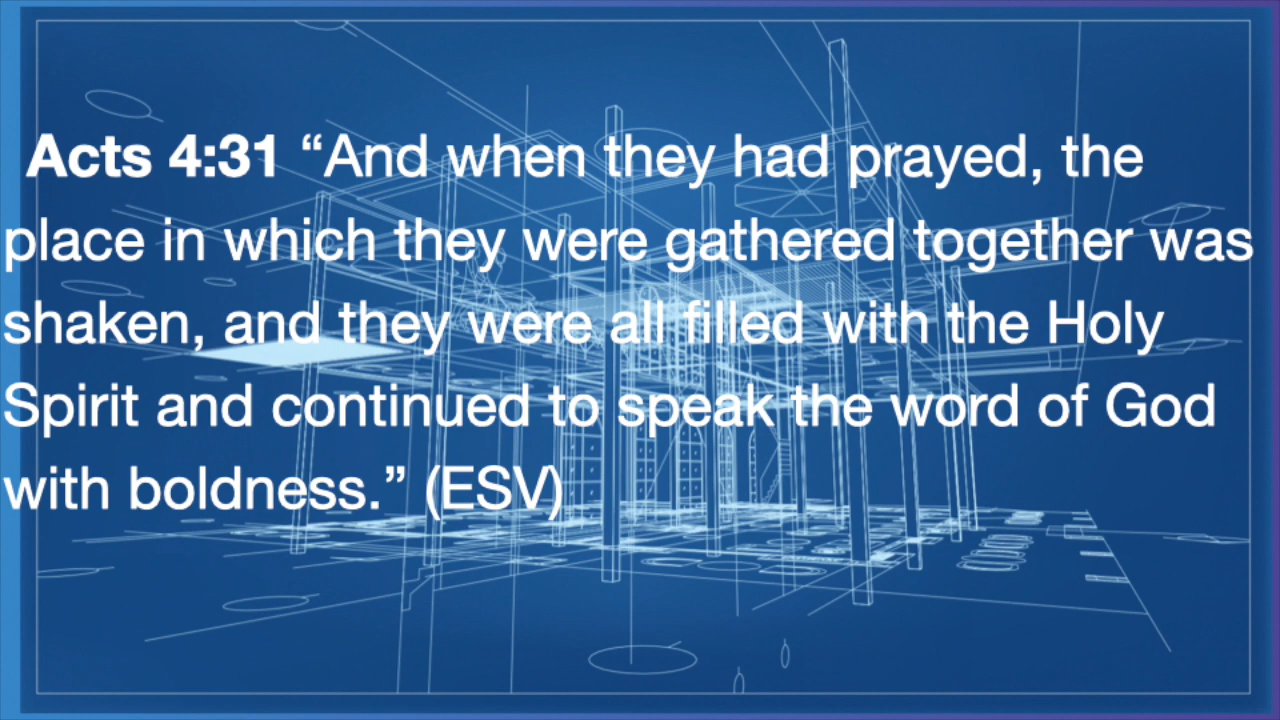 Acts 4:31 “And when they had prayed, the
place in which they were gathered together was
shaken, and they were all filled with the Holy
Spirit and continued to speak the word of God
with boldness.” (ESV)